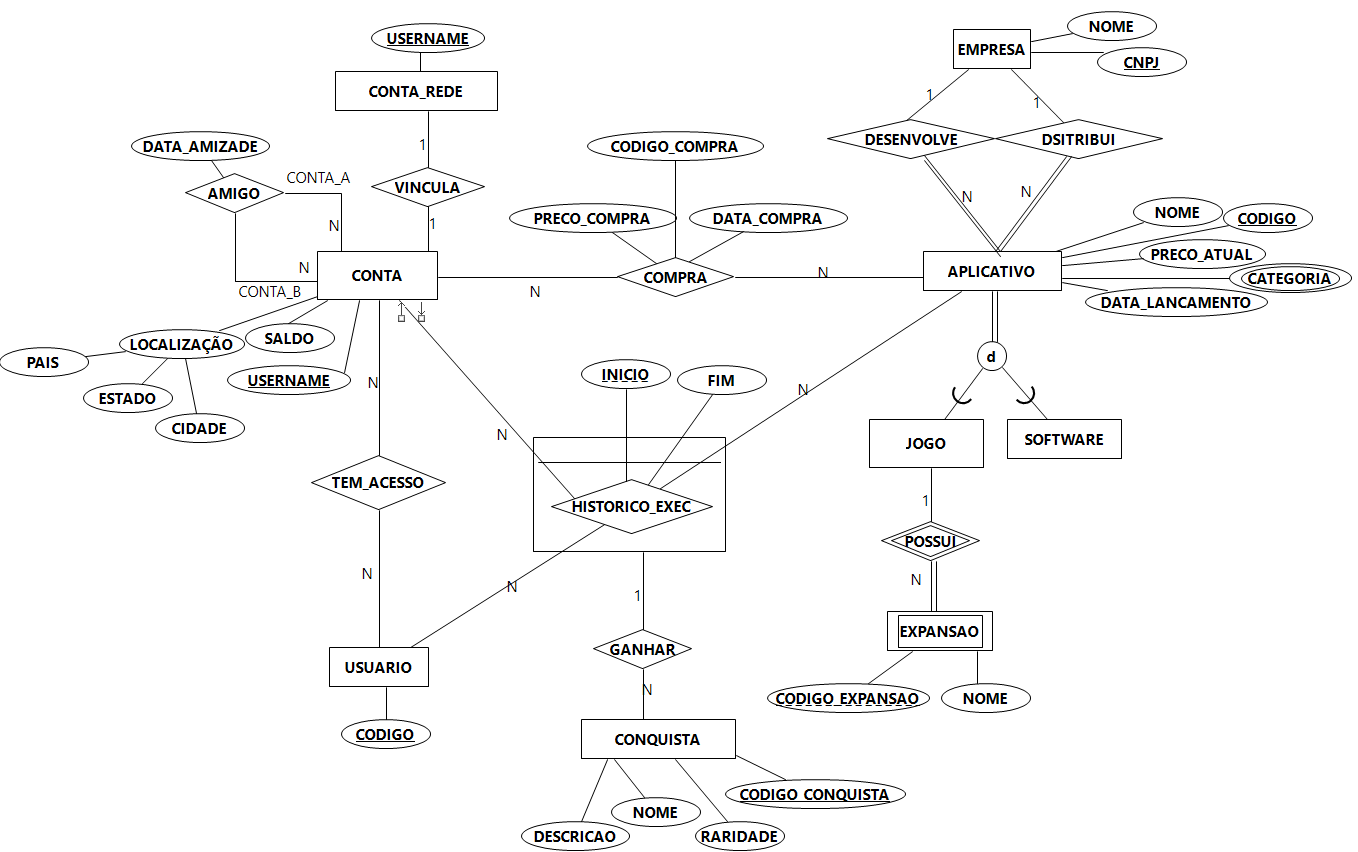 USERNAME
CONTA_REDE
1
VINCULA
1
DATA_AMIZADE
AMIGO
CONTA_A
N
N
CONTA_B
CONTA
LOCALIZAÇÃO
PAIS
ESTADO
CIDADE
SALDO
USERNAME
CODIGO_COMPRA
PRECO_COMPRA
DATA_COMPRA
COMPRA
N
N
EMPRESA
NOME
CNPJ
1
1
DESENVOLVE
DSITRIBUI
N
N
APLICATIVO
NOME
CODIGO
PRECO_ATUAL
CATEGORIA
DATA_LANCAMENTO
d
JOGO
SOFTWARE
1
POSSUI
N
EXPANSAO
CODIGO_EXPANSAO
NOME
N
TEM_ACESSO
N
USUARIO
CODIGO
INICIO
FIM
N
N
HISTORICO_EXEC
N
1
GANHAR
N
CONQUISTA
DESCRICAO
NOME
RARIDADE
CODIGO_CONQUISTA